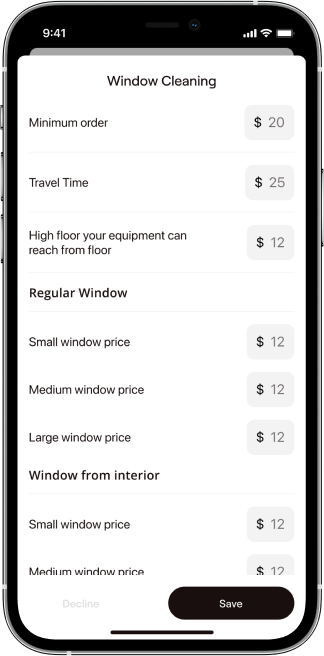 9:41
Window Cleaning
Minimum order
$ 20
Travel Time
$ 25
High floor your equipment can
reach from floor
$ 12
Regular Window
Small window price
$ 12
Medium window price
$ 12
Large window price
$ 12
Window from interior
Small window price
$ 12
Medium window price
$ 12
Decline
Save